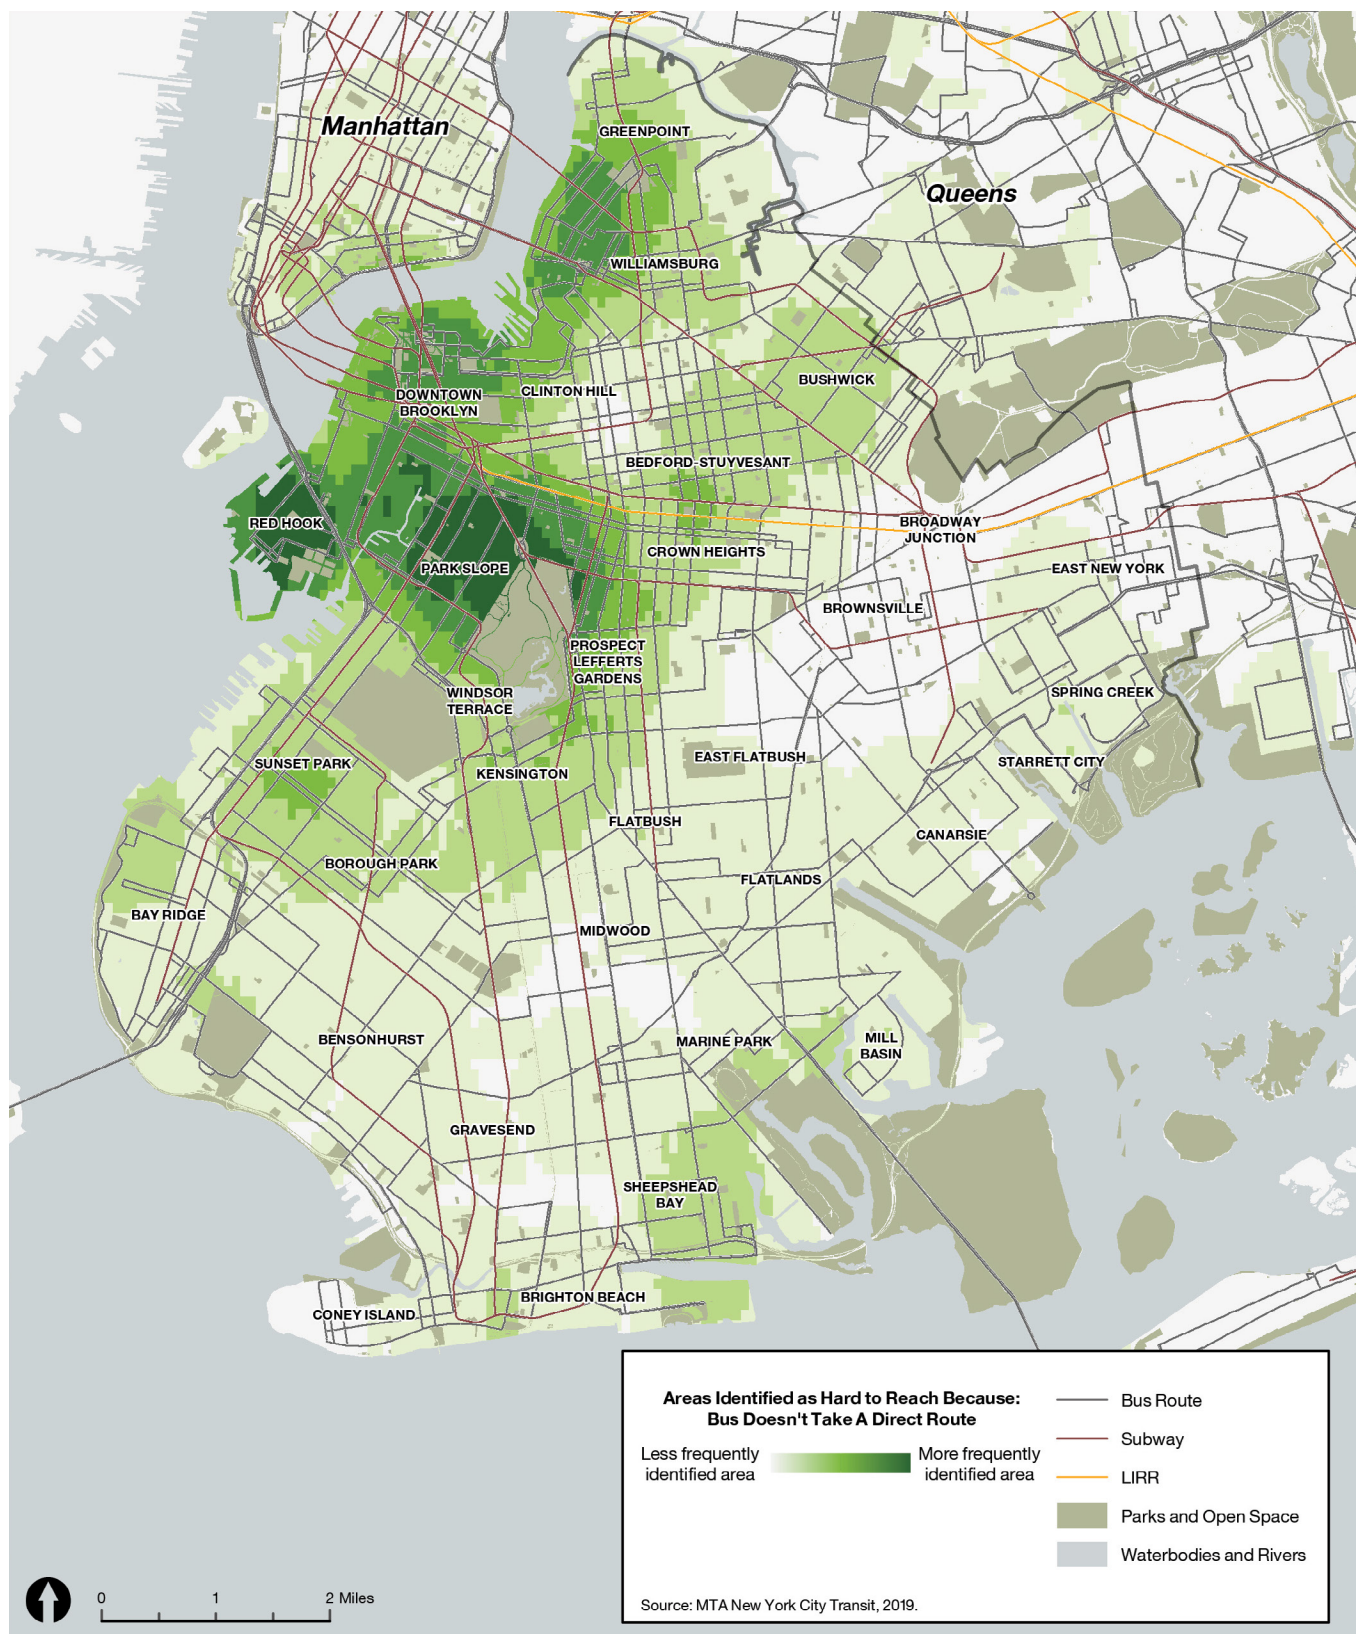 Manhattan
GREENPOINT
Queens
WILLIAMSBURG
BUSHWICK
CLINTON HILL
DOWNTOWN
BROOKLYN
BEDFORD-STUYVESANT
RED HOOK
BROADWAY
JUNCTION
CROWN HEIGHTS
PARK SLOPE
EAST NEW YORK
BROWNSVILLE
PROSPECT
LEFFERTS
GARDENS
WINDSOR
TERRACE
SPRING CREEK
SUNSET PARK
EAST FLATBUSH
STARRETT CITY
KENSINGTON
FLATBUSH
CANARSIE
BOROUGH PARK
FLATLANDS
BAY RIDGE
MIDWOOD
BENSONHURST
MARINE PARK
MILL
BASIN
GRAVESEND
SHEEPSHEAD
BAY
BRIGHTON BEACH
CONEY ISLAND
Areas Identified as Hard to Reach Because:
Bus Doesn't Take A Direct Route
Less frequently
identified area
More frequently
identified area
Bus Route
Subway
LIRR
Parks and Open Space
Waterbodies and Rivers
Source: MTA New York City Transit, 2019.
0 1 2 Miles